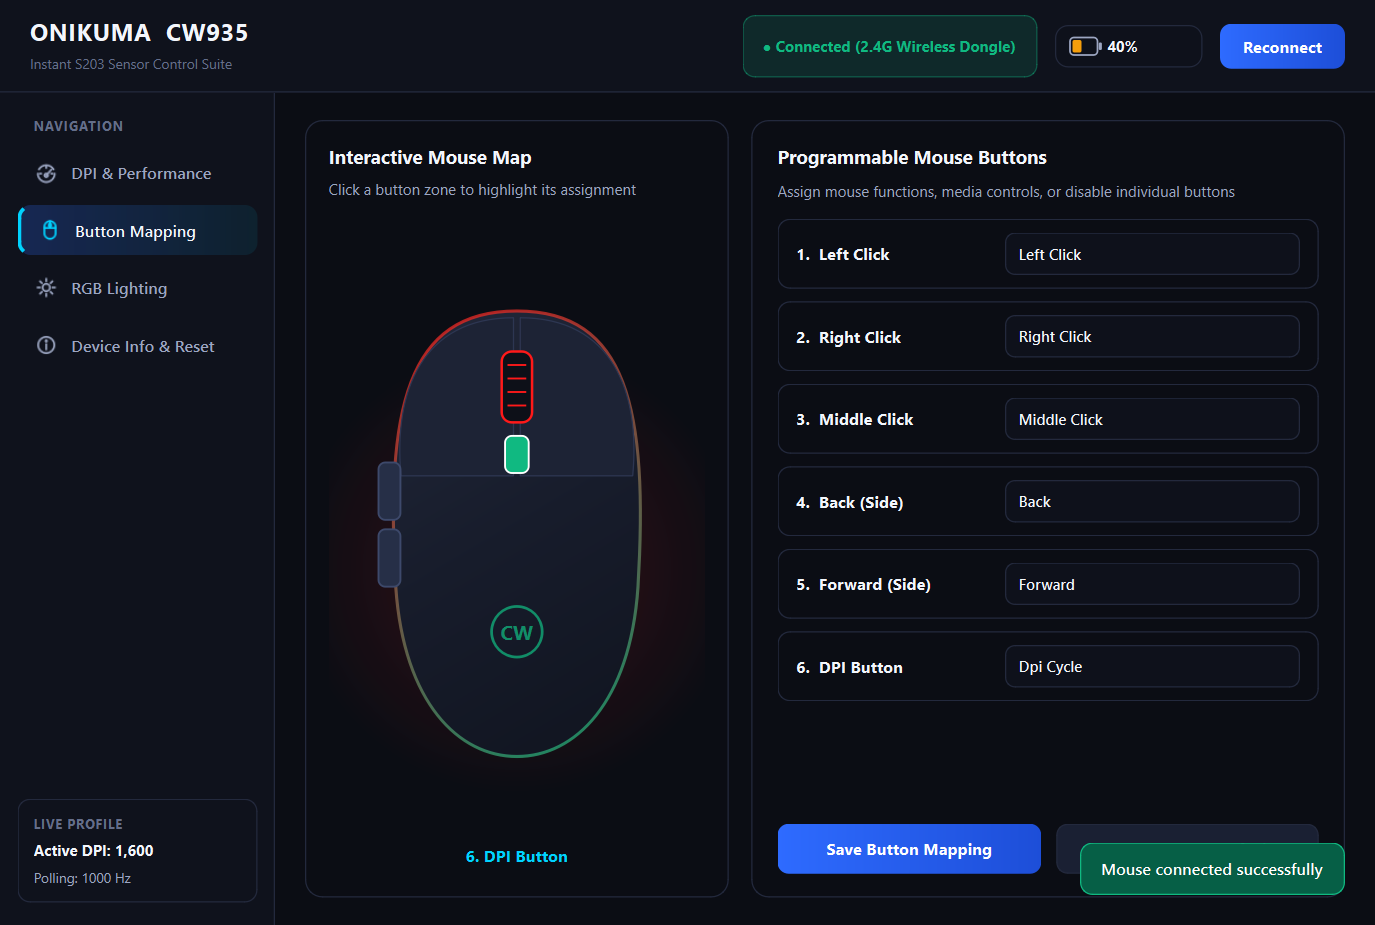 ONIKUMA CW935
Instant S203 Sensor Control Suite
● Connected (2.4G Wireless Dongle)
40%
Reconnect
NAVIGATION
DPI & Performance
Button Mapping
RGB Lighting
Device Info & Reset
LIVE PROFILE
Active DPI: 1,600
Polling: 1000 Hz
Interactive Mouse Map
Click a button zone to highlight its assignment
CW
6. DPI Button
Programmable Mouse Buttons
Assign mouse functions, media controls, or disable individual buttons
1. Left Click Left Click
2. Right Click Right Click
3. Middle Click Middle Click
4. Back (Side) Back
5. Forward (Side) Forward
6. DPI Button Dpi Cycle
Save Button Mapping
Mouse connected successfully